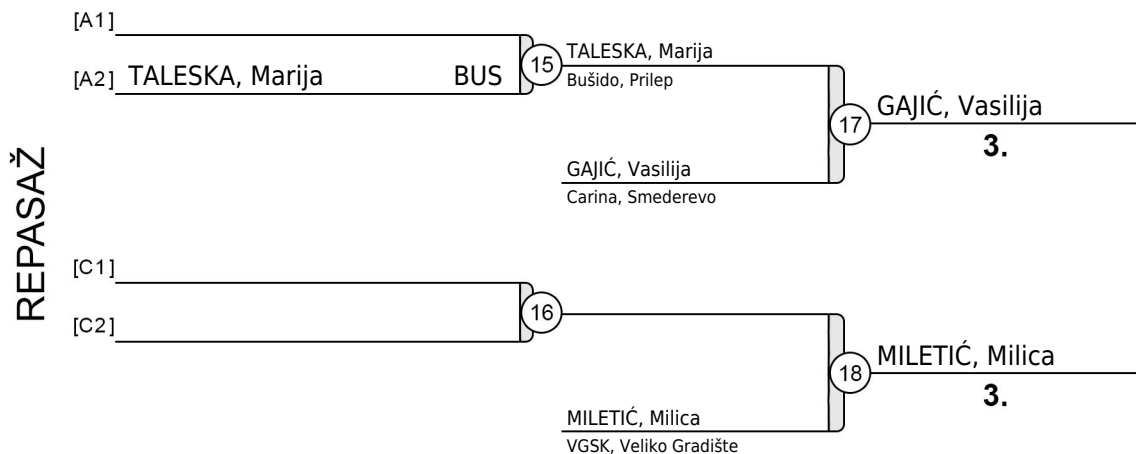 REPASAŽ
[A1]
[A2] TALESKA, Marija BUS
15
TALESKA, Marija
Bušido, Prilep
GAJIĆ, Vasilija
Carina, Smederevo
17
GAJIĆ, Vasilija
3.
[C1]
[C2]
16
MILETIĆ, Milica
VGSK, Veliko Gradište
18
MILETIĆ, Milica
3.